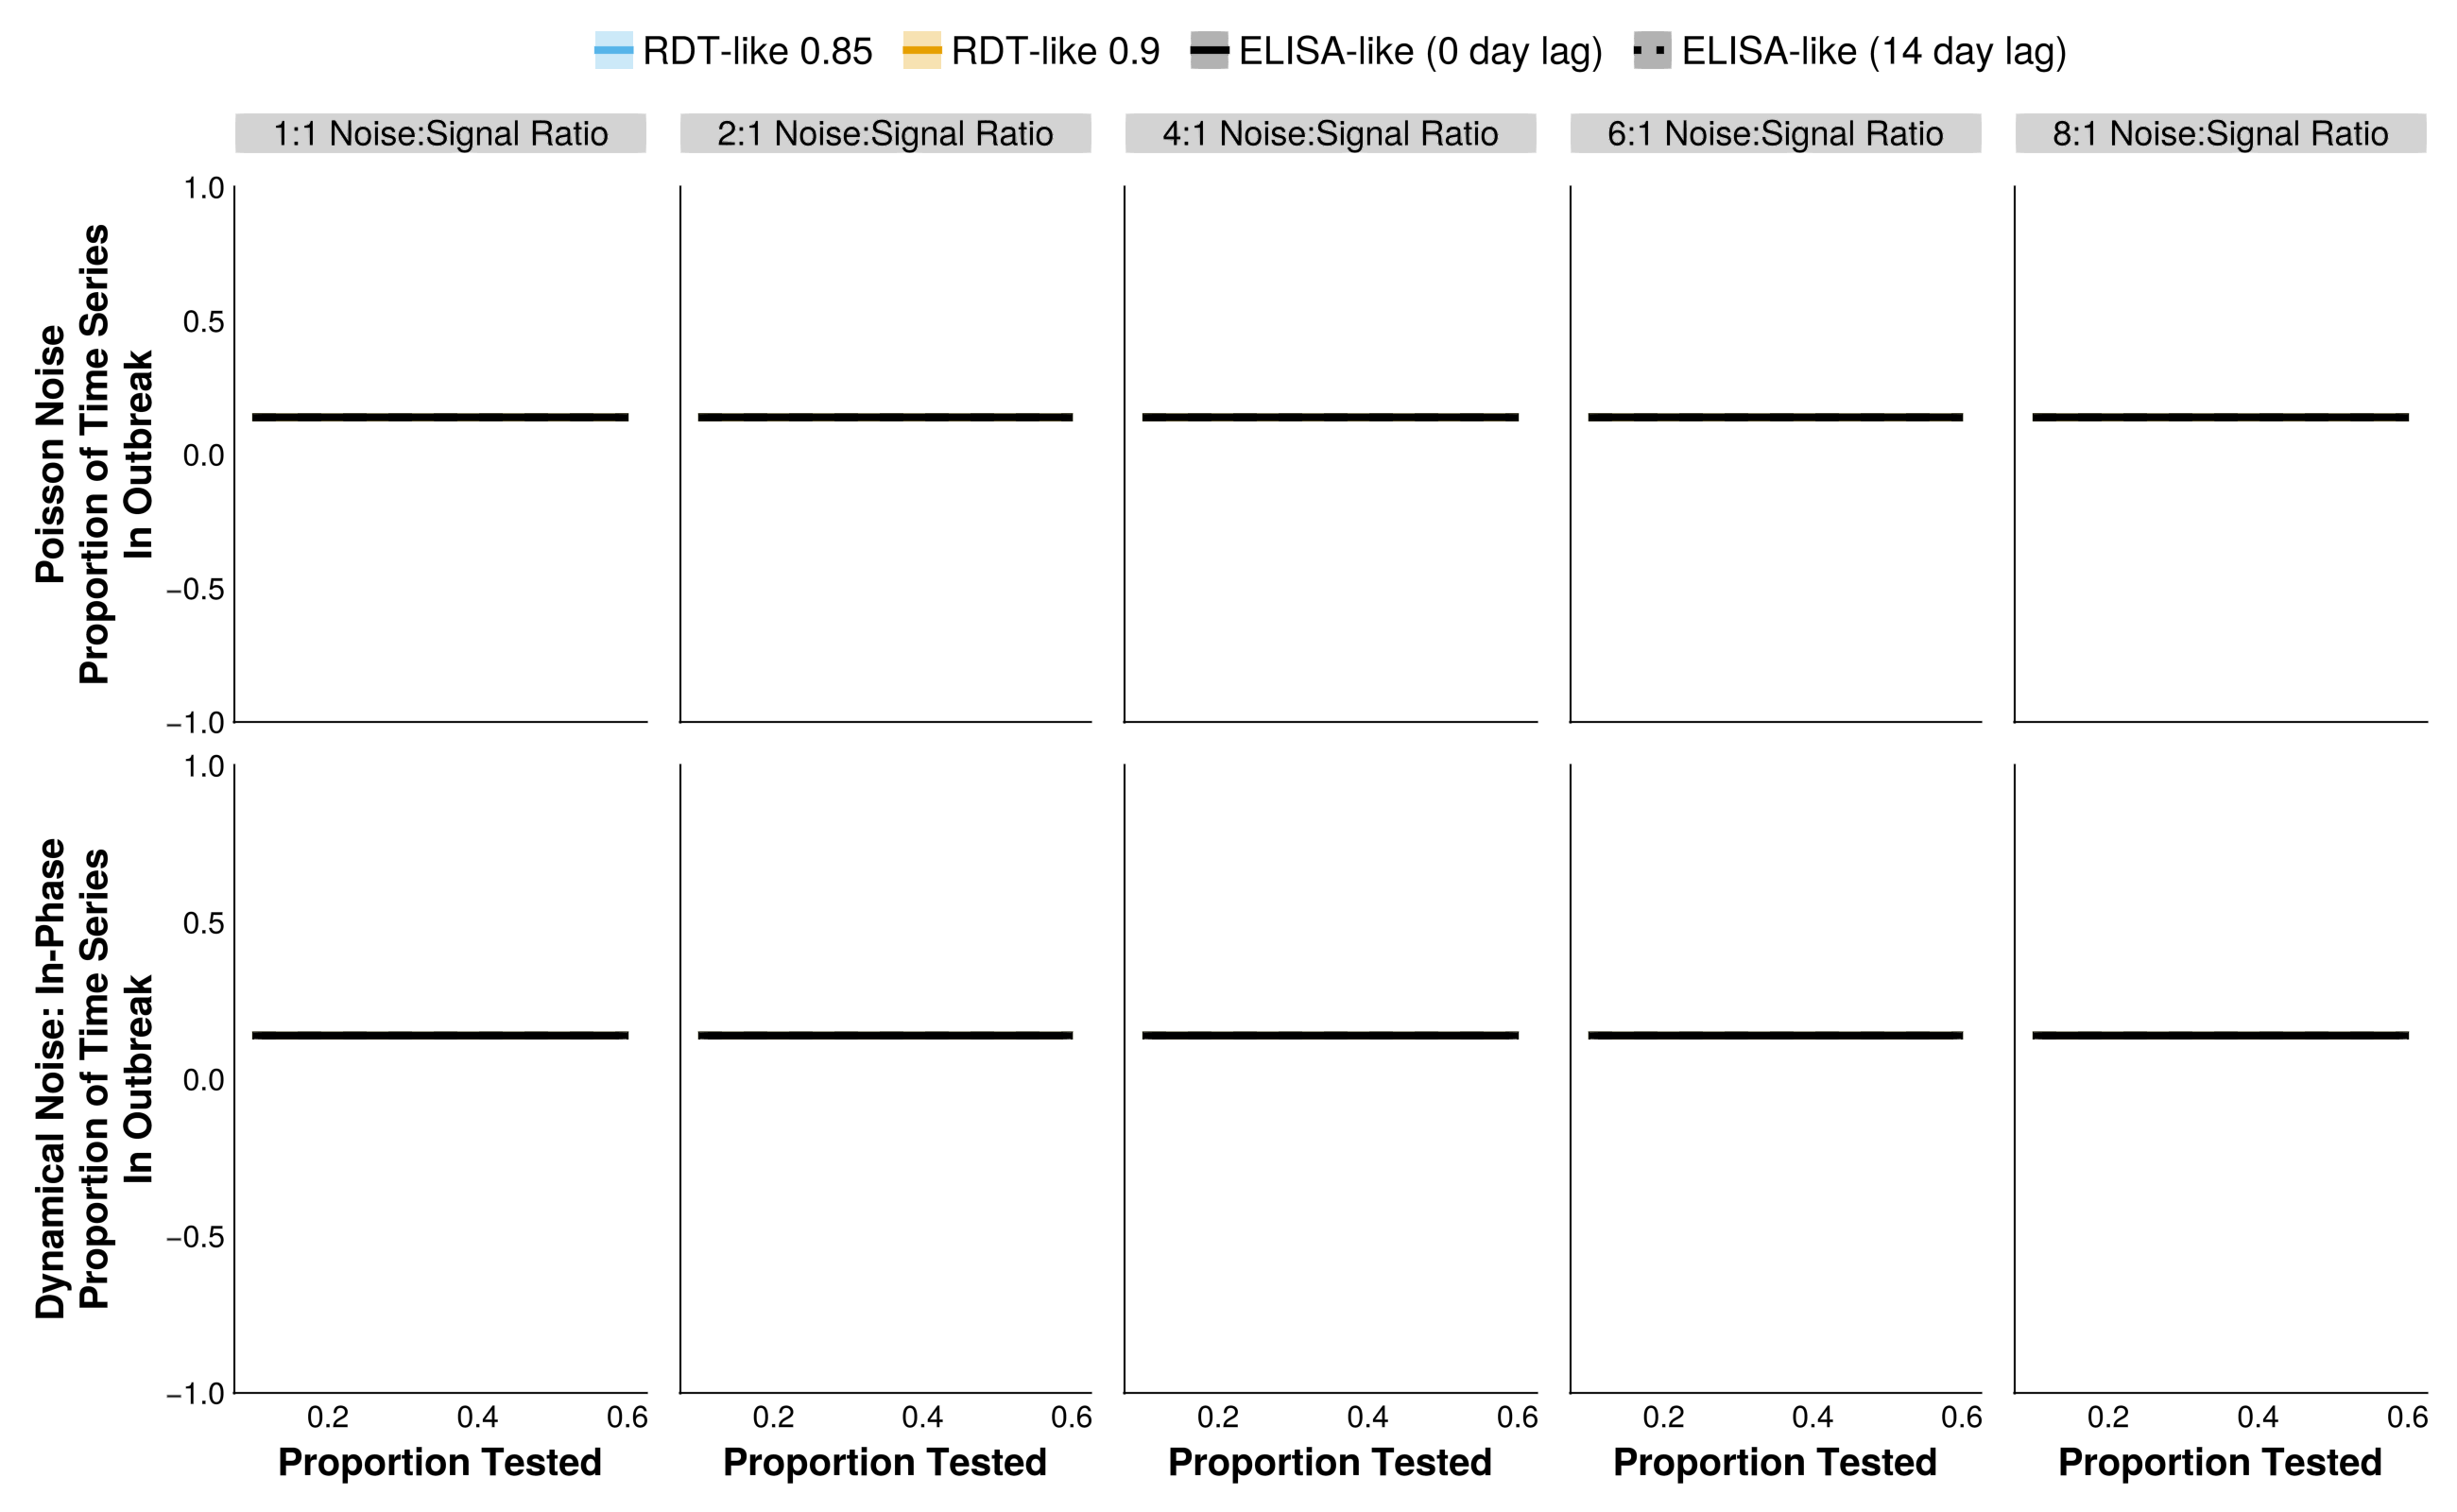 RDT-like 0.85 RDT-like 0.9 ELISA-like (0 day lag) ELISA-like (14 day lag)
1:1 Noise:Signal Ratio 2:1 Noise:Signal Ratio 4:1 Noise:Signal Ratio 6:1 Noise:Signal Ratio 8:1 Noise:Signal Ratio
Poisson Noise
Proportion of Time Series
In Outbreak
1.0
0.5
0.0
−0.5
−1.0
Dynamical Noise: In-Phase
Proportion of Time Series
In Outbreak
1.0
0.5
0.0
−0.5
−1.0
0.2 0.4 0.6 0.2 0.4 0.6 0.2 0.4 0.6 0.2 0.4 0.6 0.2 0.4 0.6
Proportion Tested Proportion Tested Proportion Tested Proportion Tested Proportion Tested